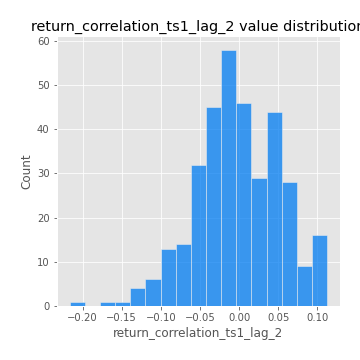 return_correlation_ts1_lag_2 value distribution
60
50
40
30
20
10
0
Count
−0.20 −0.15 −0.10 −0.05 0.00 0.05 0.10
return_correlation_ts1_lag_2